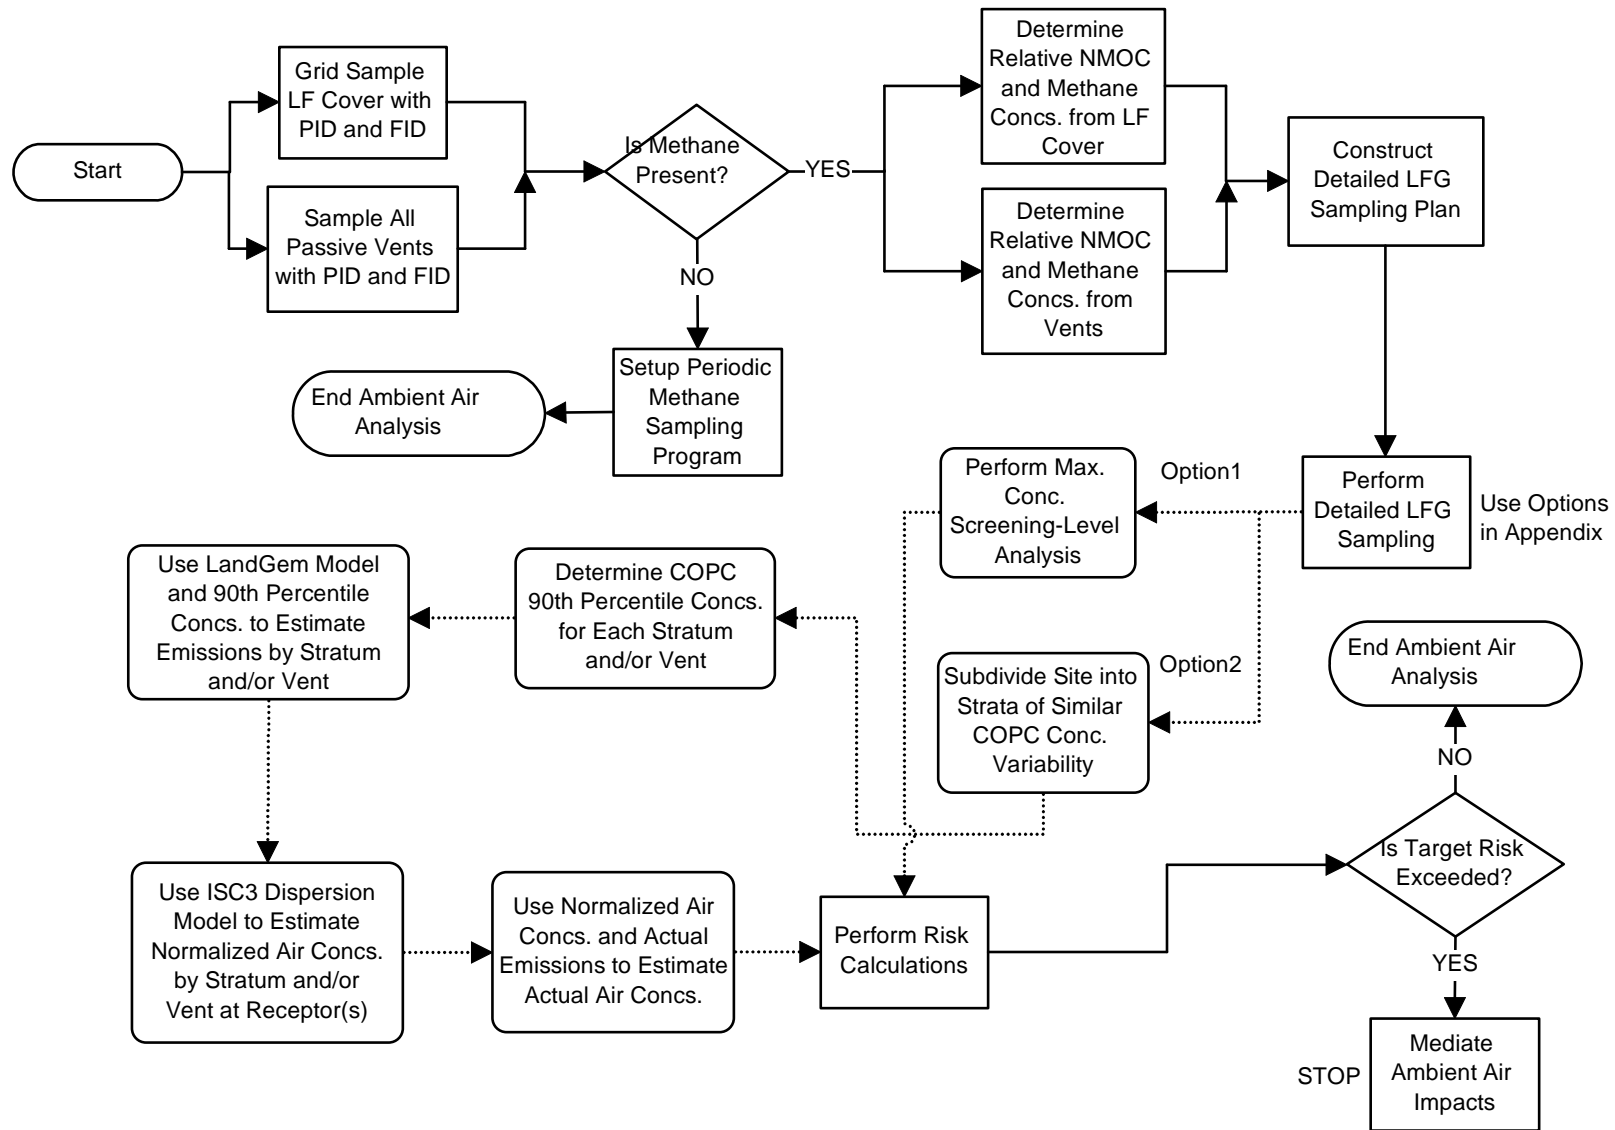 Start
Grid Sample
LF Cover with
PID and FID
Sample All
Passive Vents
with PID and FID
Is Methane
Present?
YES
NO
Setup Periodic
Methane
Sampling
Program
End Ambient Air
Analysis
Determine
Relative NMOC
and Methane
Concs. from LF
Cover
Determine
Relative NMOC
and Methane
Concs. from
Vents
Construct
Detailed LFG
Sampling Plan
Perform
Detailed LFG
Sampling
Use Options
in Appendix
Option1
Perform Max.
Conc.
Screening-Level
Analysis
Option2
Subdivide Site into
Strata of Similar
COPC Conc.
Variability
Determine COPC
90th Percentile Concs.
for Each Stratum
and/or Vent
Use LandGem Model
and 90th Percentile
Concs. to Estimate
Emissions by Stratum
and/or Vent
Use ISC3 Dispersion
Model to Estimate
Normalized Air Concs.
by Stratum and/or
Vent at Receptor(s)
Use Normalized Air
Concs. and Actual
Emissions to Estimate
Actual Air Concs.
Perform Risk
Calculations
Is Target Risk
Exceeded?
NO
End Ambient Air
Analysis
YES
STOP
Mediate
Ambient Air
Impacts